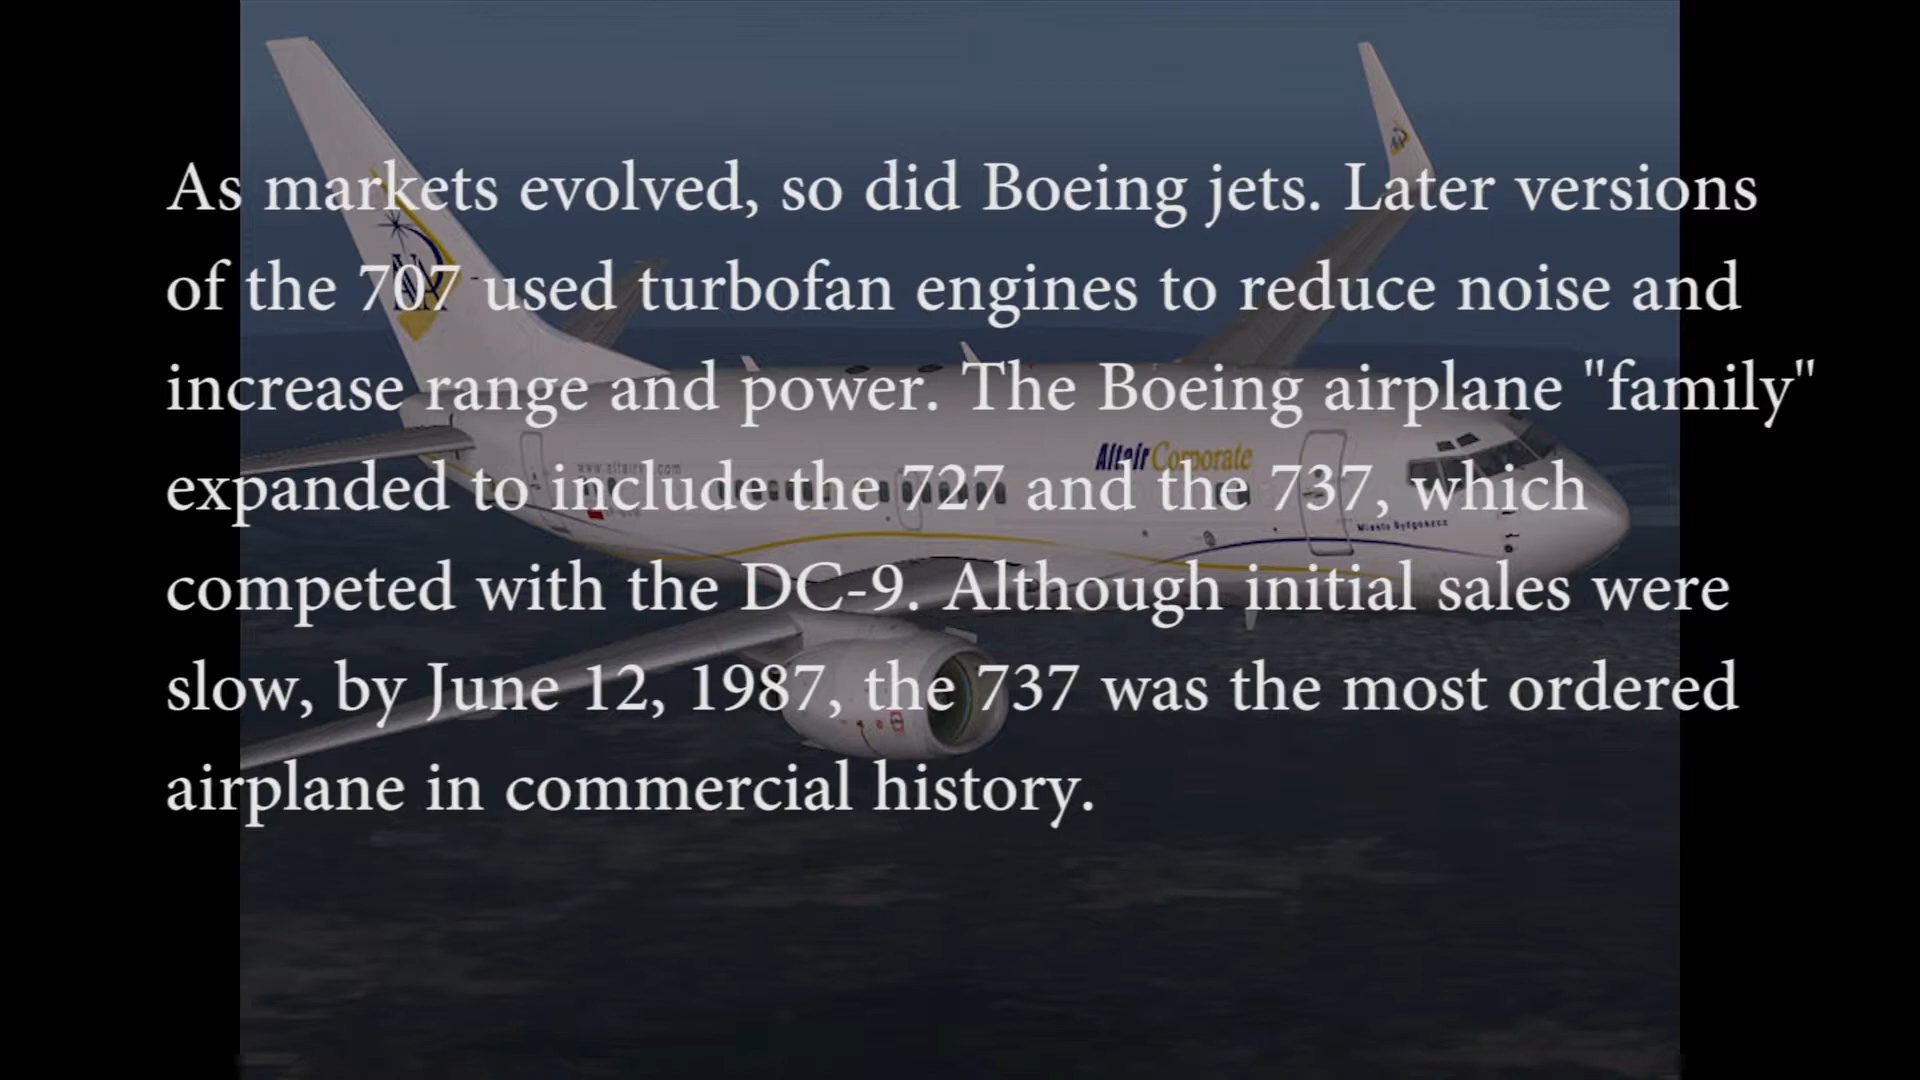 As markets evolved, so did Boeing jets. Later versions
of the 707 used turbofan engines to reduce noise and
increase range and power. The Boeing airplane "family"
expanded to include the 727 and the 737, which
competed with the DC-9. Although initial sales were
slow, by June 12, 1987, the 737 was the most ordered
airplane in commercial history.
Altair Corporate
Miasto Bydgoszcz